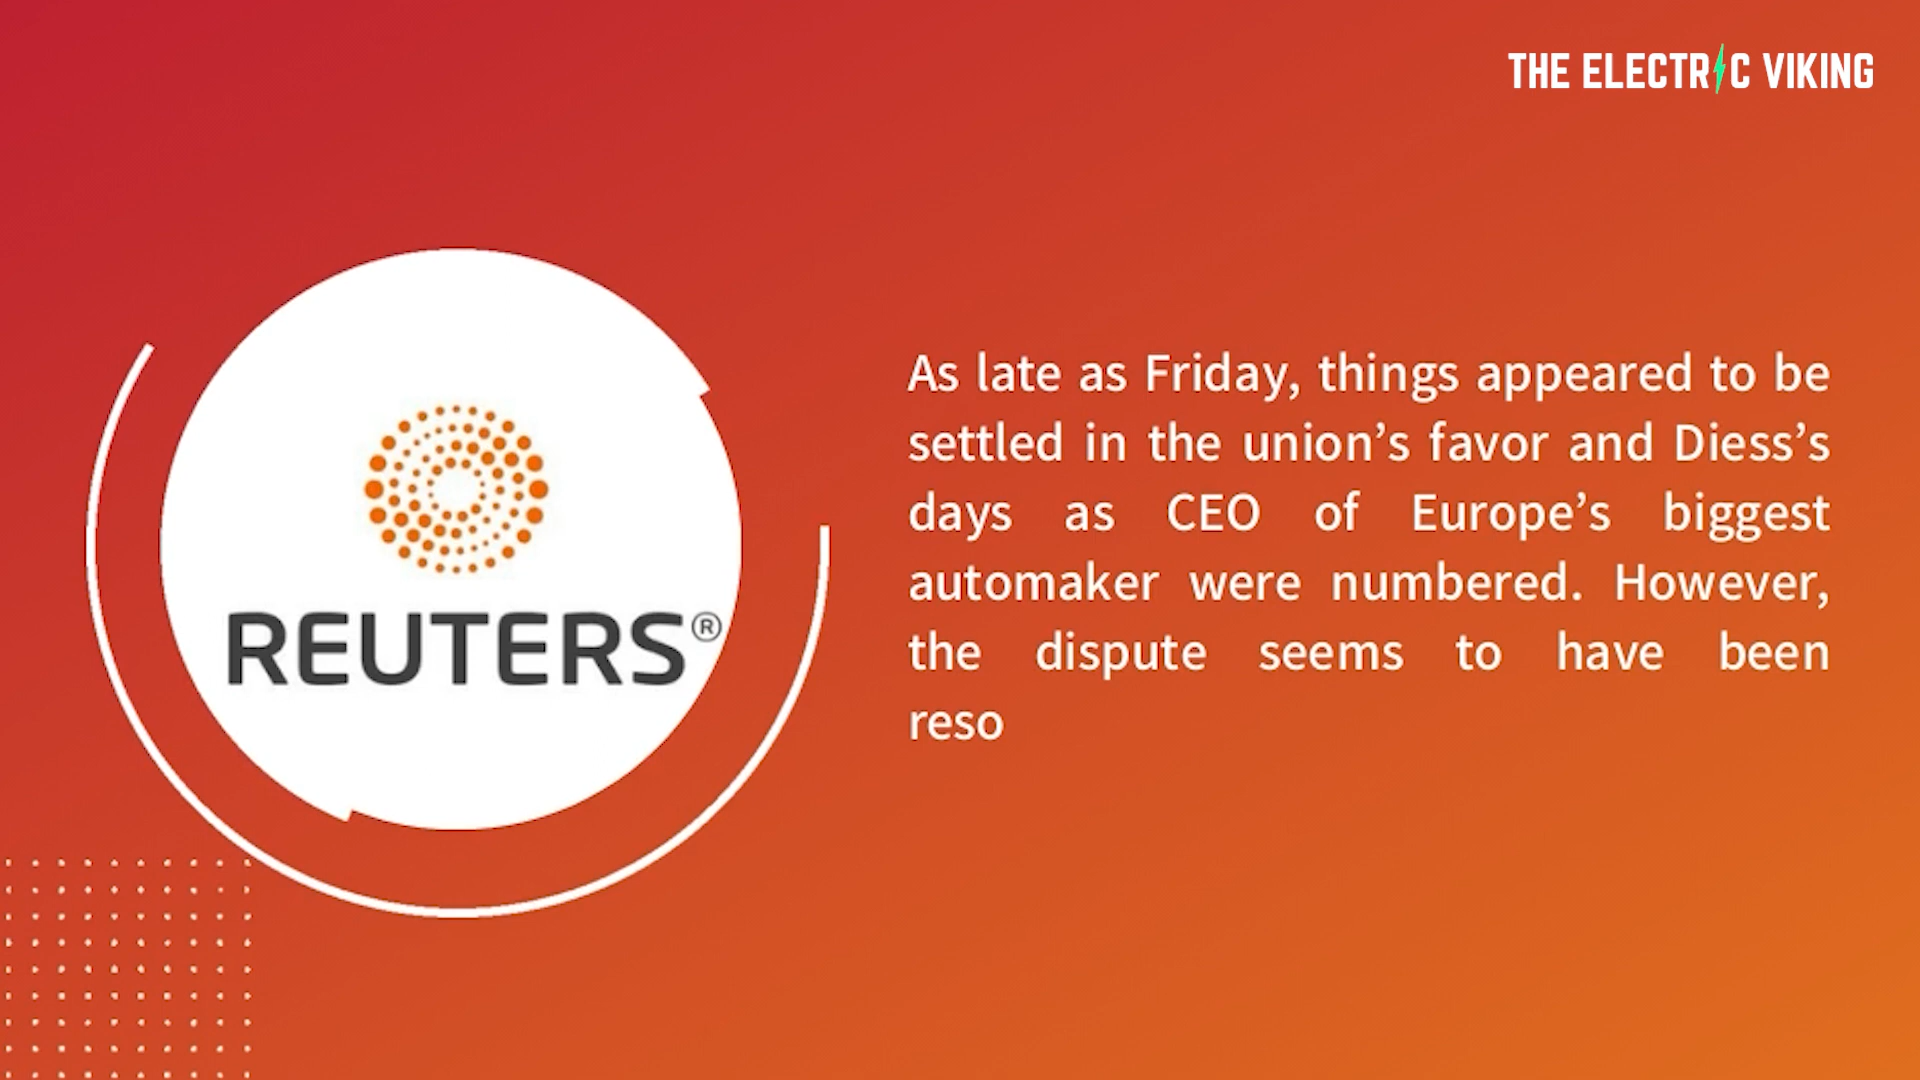 THE ELECTRIC VIKING
REUTERS®
As late as Friday, things appeared to be
settled in the union’s favor and Diess’s
days as CEO of Europe’s biggest
automaker were numbered. However,
the dispute seems to have been
reso